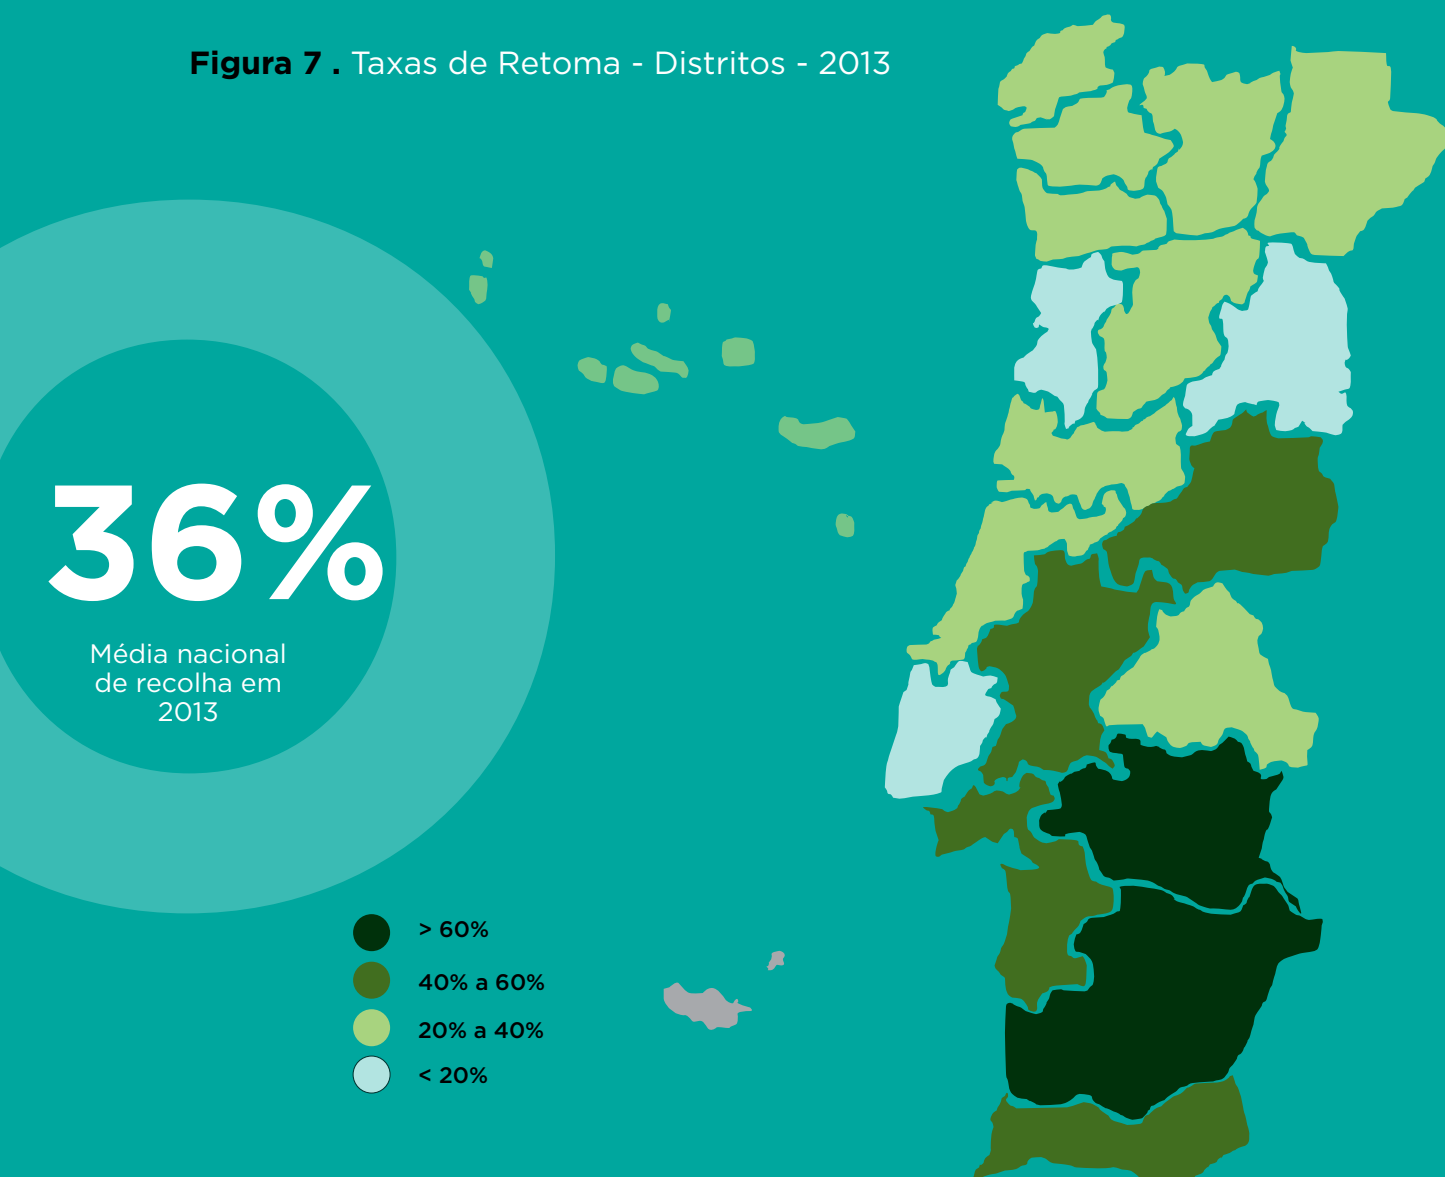 Figura 7 . Taxas de Retoma - Distritos - 2013
36%
Média nacional
de recolha em
2013
> 60%
40% a 60%
20% a 40%
< 20%